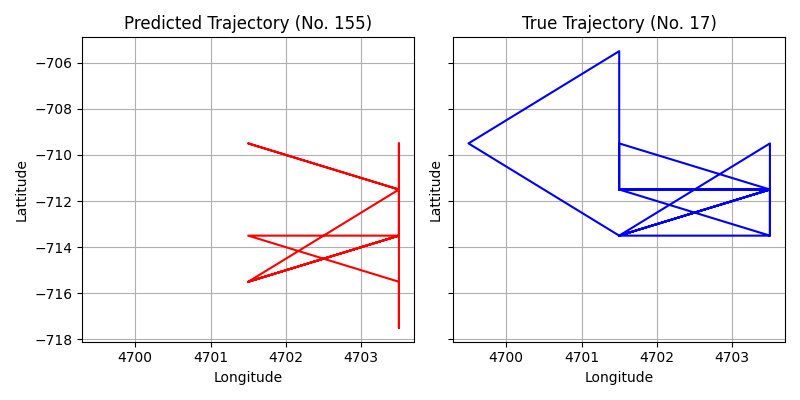 Predicted Trajectory (No. 155)
True Trajectory (No. 17)
−706
−708
−710
−712
−714
−716
−718
Lattitude
Lattitude
4700
4701
4702
4703
4700
4701
4702
4703
Longitude
Longitude